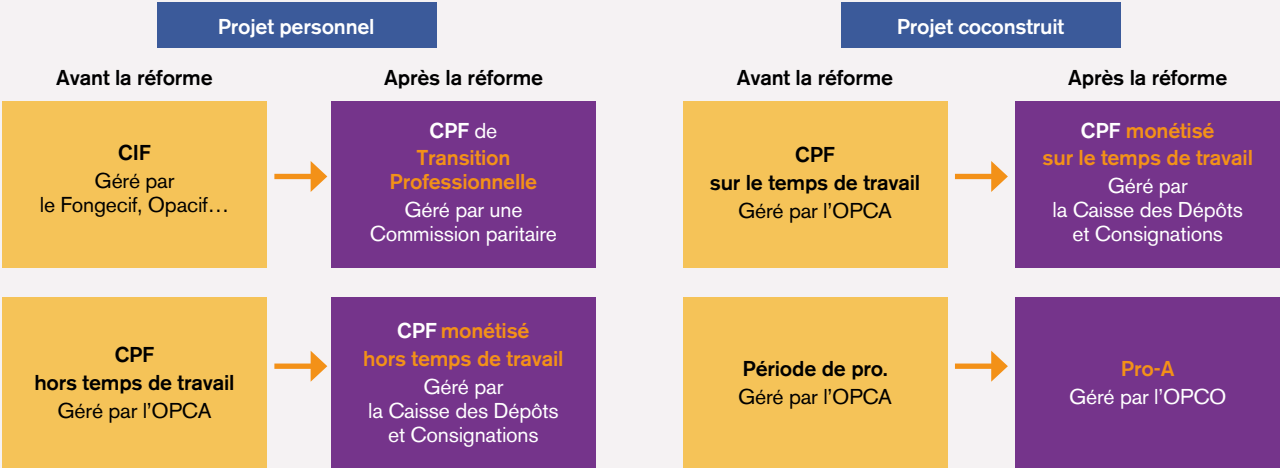 Projet personnel
Avant la réforme
Après la réforme
CIF
Géré par
le Fongecif, Opacif…
CPF de
Transition
Professionnelle
Géré par une
Commission paritaire
CPF
hors temps de travail
Géré par l'OPCA
CPF monétisé
hors temps de travail
Géré par
la Caisse des Dépôts
et Consignations
Projet coconstruit
Avant la réforme
Après la réforme
CPF
sur le temps de travail
Géré par l'OPCA
CPF monétisé
sur le temps de travail
Géré par
la Caisse des Dépôts
et Consignations
Période de pro.
Géré par l'OPCA
Pro-A
Géré par l'OPCO